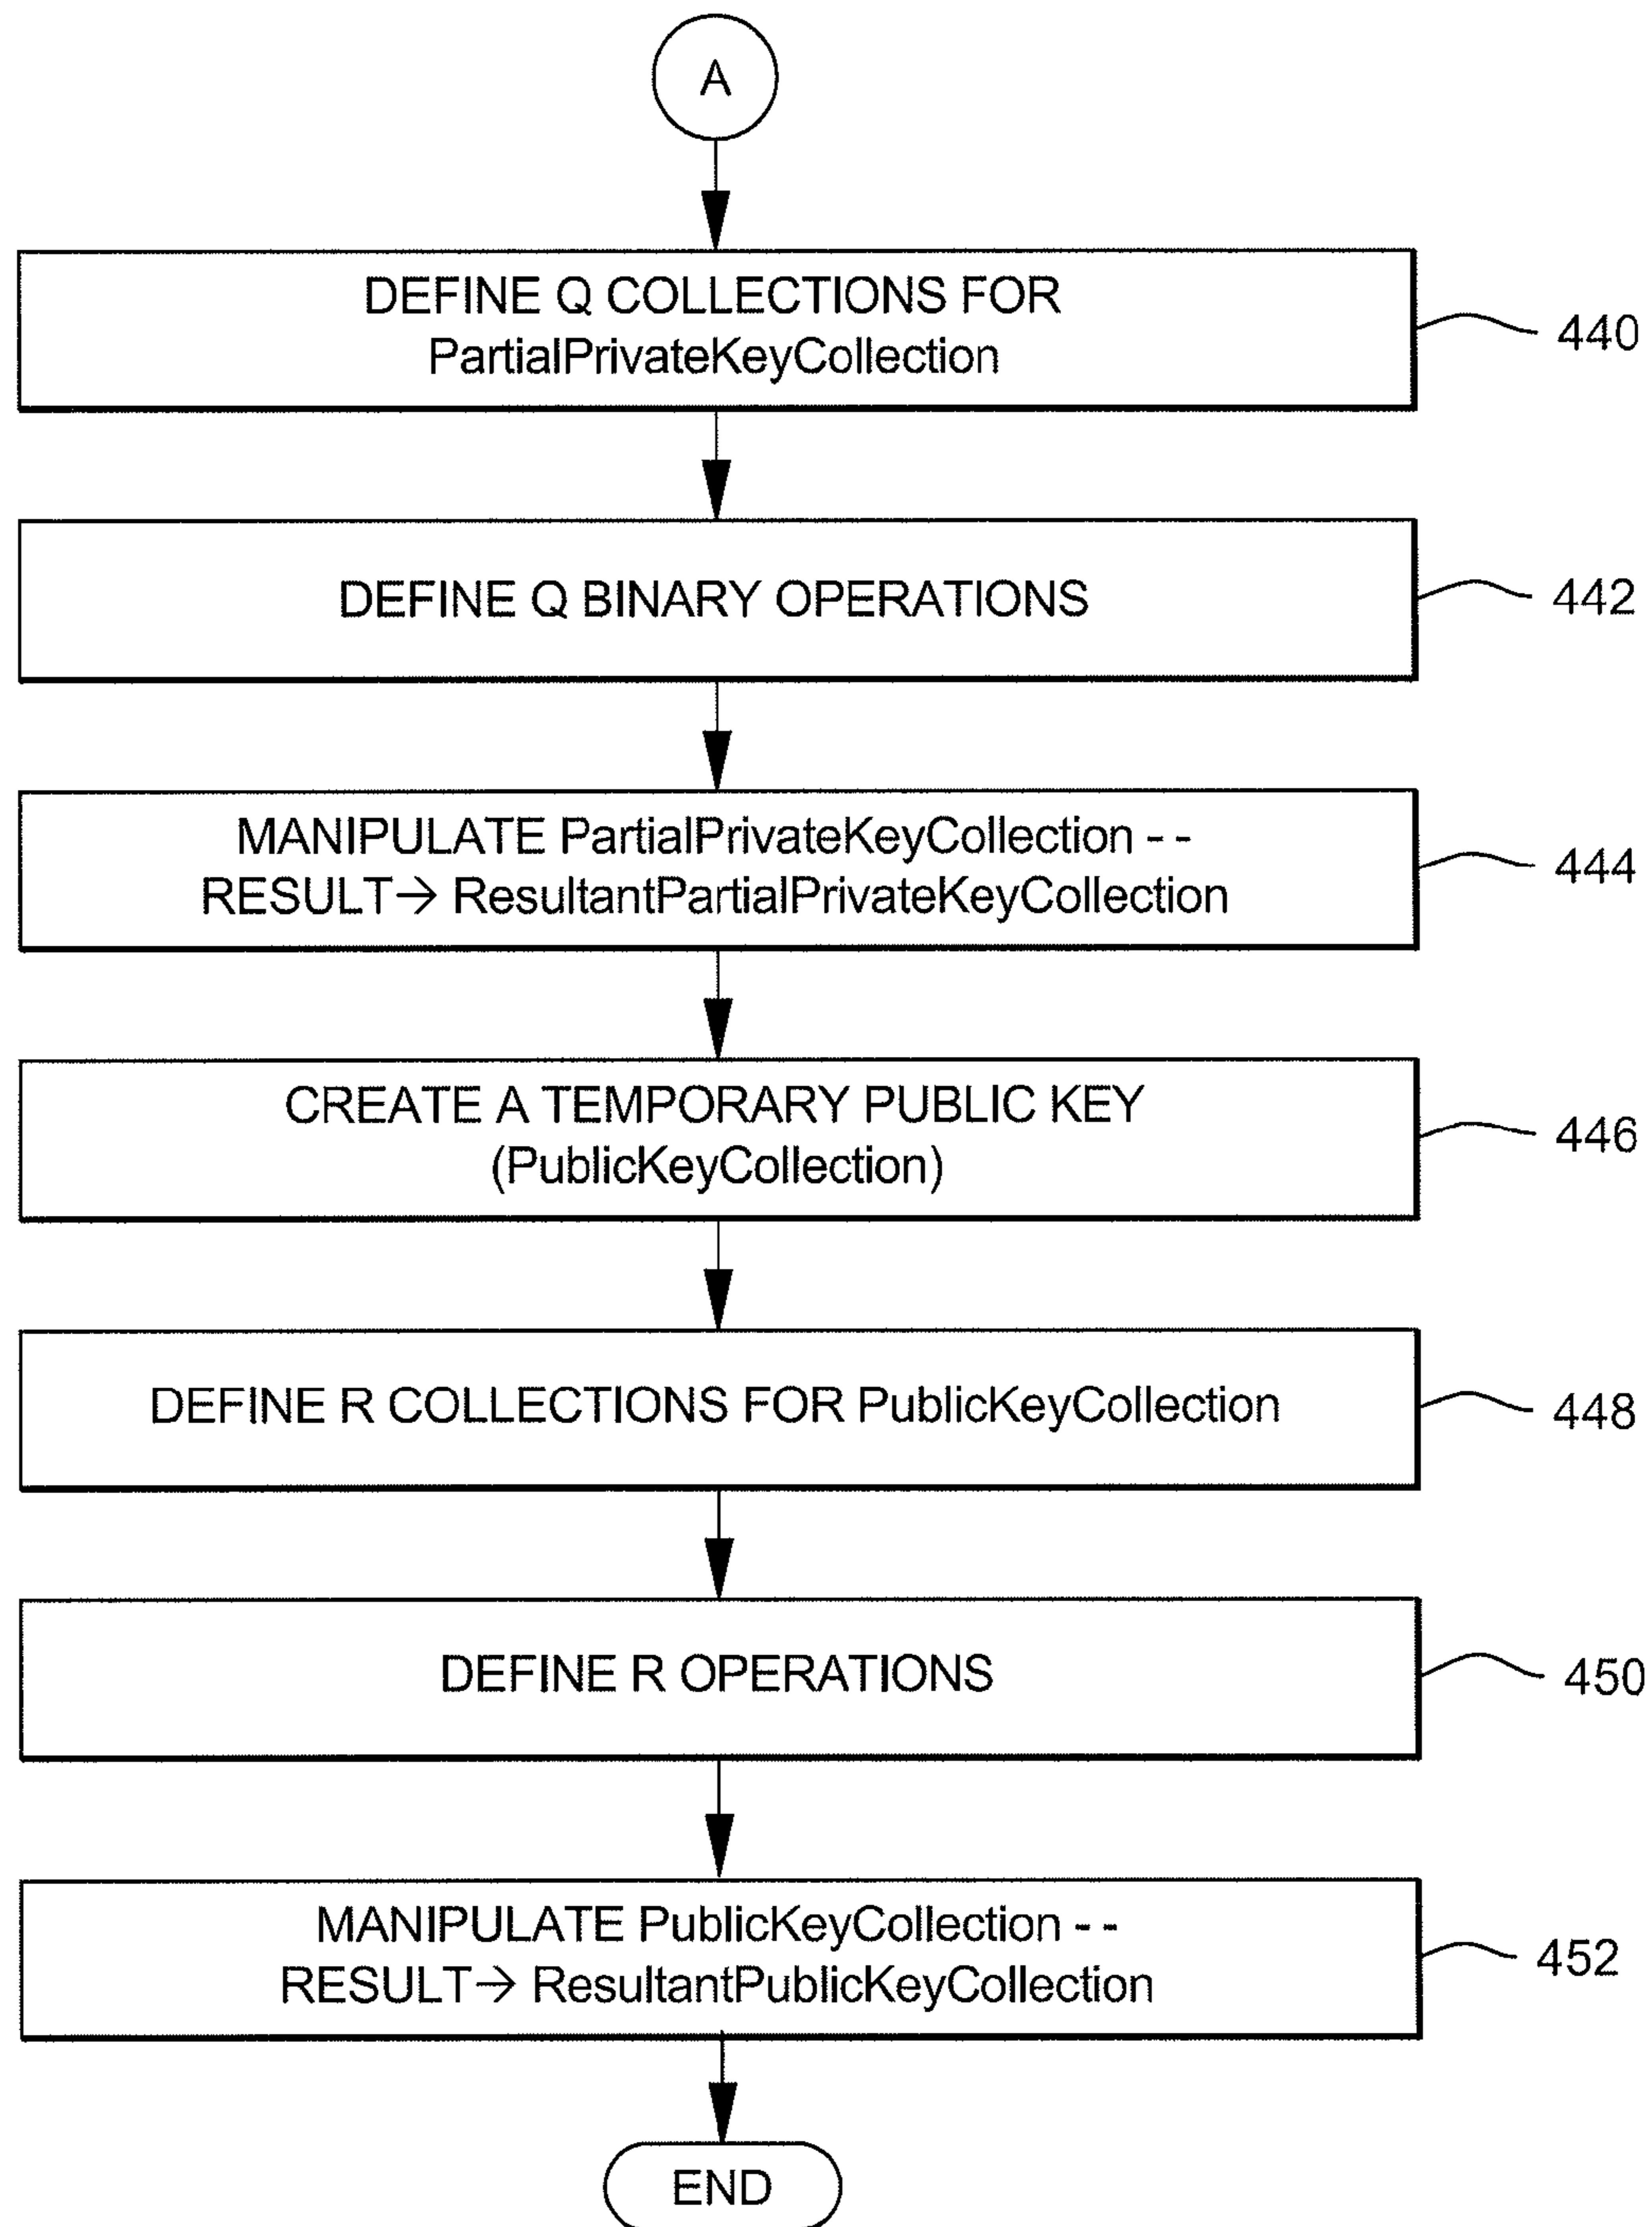 A
DEFINE Q COLLECTIONS FOR
PartialPrivateKeyCollection
440
DEFINE Q BINARY OPERATIONS
442
MANIPULATE PartialPrivateKeyCollection - -
RESULT→ ResultantPartialPrivateKeyCollection
444
CREATE A TEMPORARY PUBLIC KEY
(PublicKeyCollection)
446
DEFINE R COLLECTIONS FOR PublicKeyCollection
448
DEFINE R OPERATIONS
450
MANIPULATE PublicKeyCollection - -
RESULT→ ResultantPublicKeyCollection
452
END